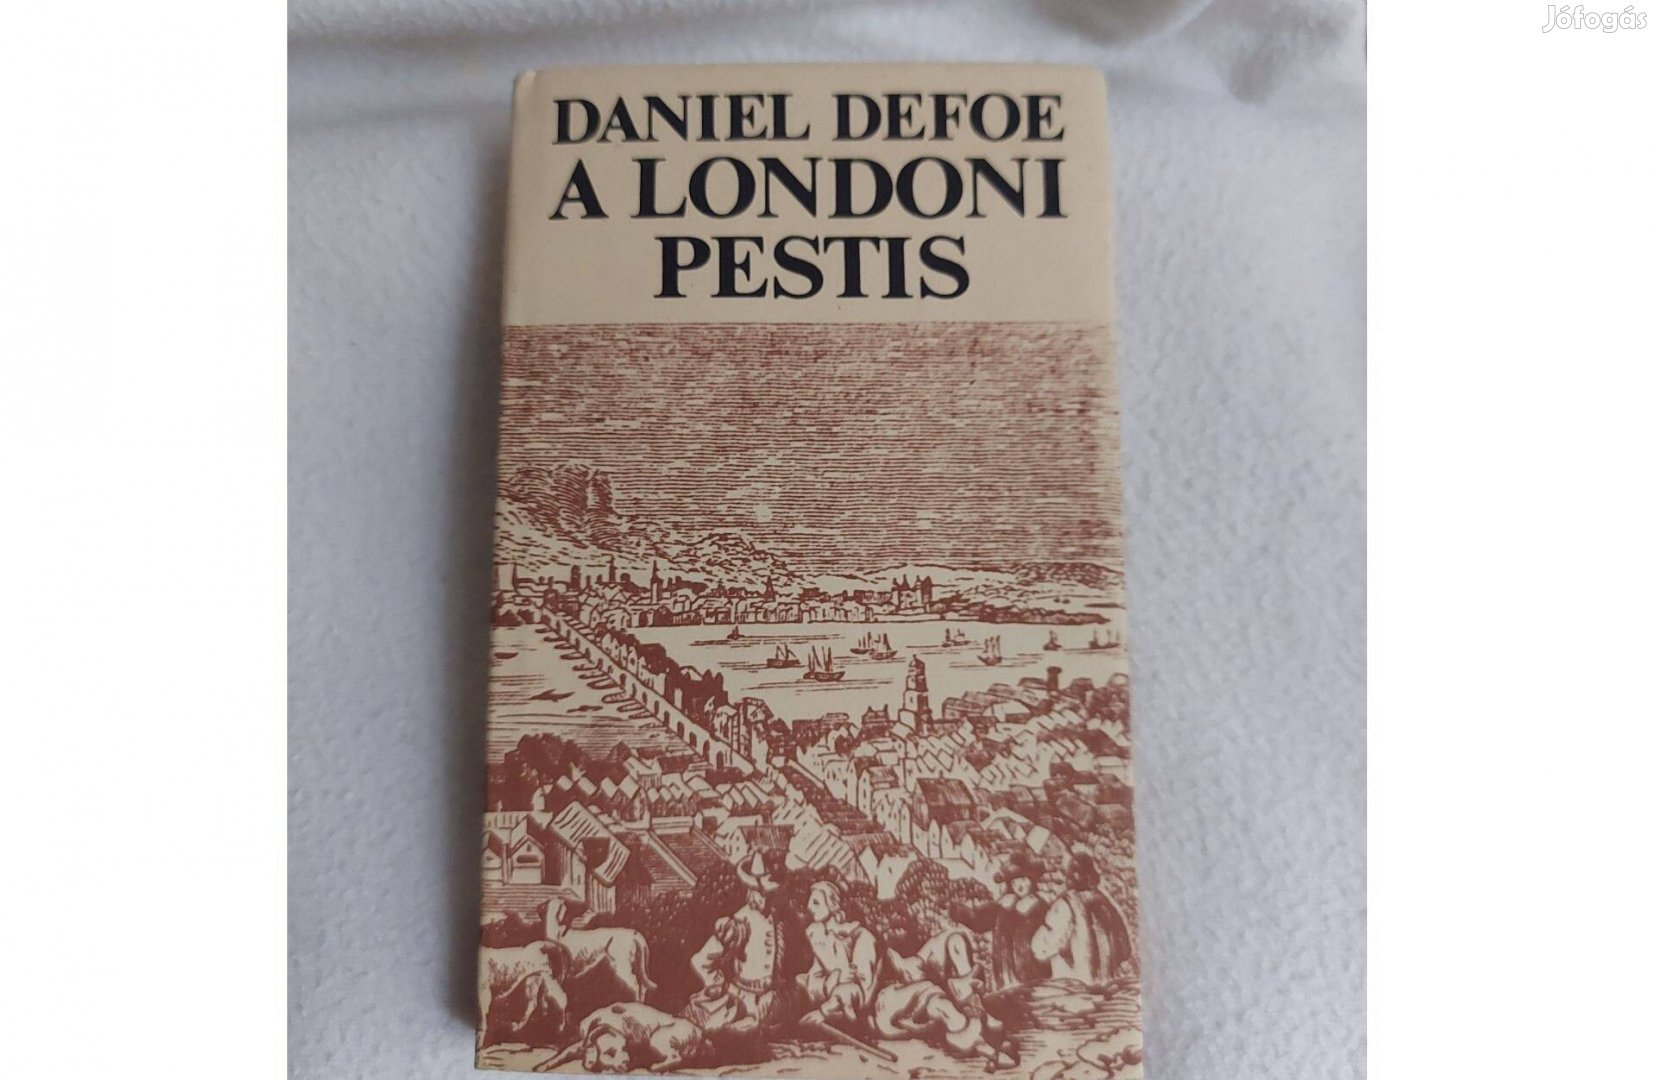 Jófogás
DANIEL DEFOE
A LONDONI
PESTIS